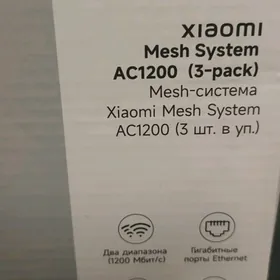 xiaomi
Mesh System
AC1200 (3-pack)
Mesh-система
Xiaomi Mesh System
AC1200 (3 шт. в уп.)
Два диапазона
(1200 Мбит/с)
Гигабитные
порты Ethernet